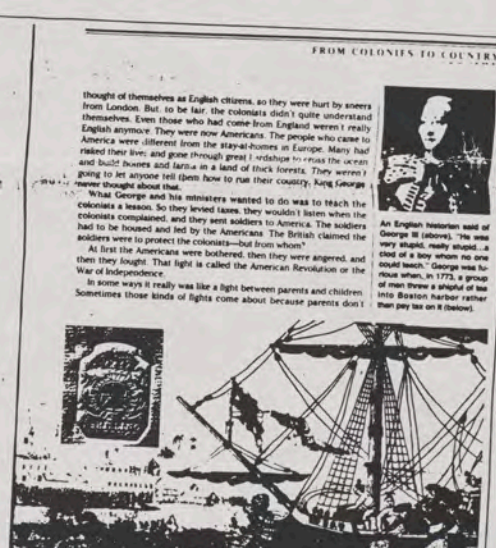 FROM COLONIES TO COUNTRY
thought of themselves as English citizens, so they were hurt by sneers
from London. But, to be fair, the colonists didn't quite understand
themselves. Even those who had come from England weren't really
English anymore. They were now Americans. The people who came to
America were different from the stay-at-homes in Europe. Many had
risked their lives and gone through great hardships to cross the ocean
and build homes and farms in a land of thick forests. They weren't
going to let anyone tell them how to run their country. King George
never thought about that.
What George and his ministers wanted to do was to teach the
colonists a lesson. So they levied taxes, they wouldn't listen when the
colonists complained, and they sent soldiers to America. The soldiers
had to be housed and fed by the Americans. The British claimed the
soldiers were to protect the colonists—but from whom?
At first the Americans were bothered, then they were angered, and
then they fought. That fight is called the American Revolution or the
War of Independence.
In some ways it really was like a fight between parents and children
Sometimes those kinds of fights come about because parents don't
An English historian said of
George III (above), "He was
very stupid, really stupid...a
clod of a boy whom no one
could teach." George was fu-
rious when, in 1773, a group
of men threw a shipful of tea
into Boston harbor rather
than pay tax on it (below).